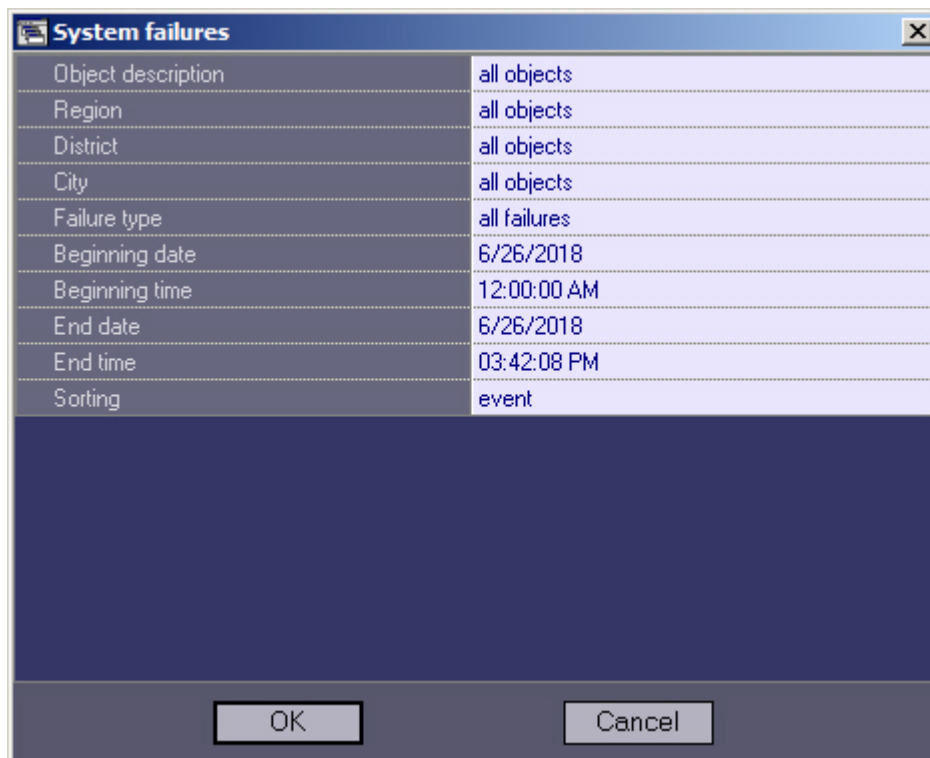 System failures
Object description all objects
Region all objects
District all objects
City all objects
Failure type all failures
Beginning date 6/26/2018
Beginning time 12:00:00 AM
End date 6/26/2018
End time 03:42:08 PM
Sorting event
OK Cancel